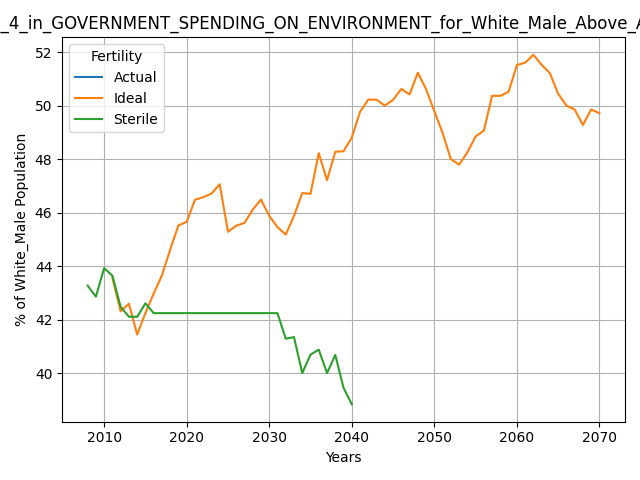 _4_in_GOVERNMENT_SPENDING_ON_ENVIRONMENT_for_White_Male_Above_A
Fertility
Actual
Ideal
Sterile
% of White_Male Population
52
50
48
46
44
42
40
2010 2020 2030 2040 2050 2060 2070
Years